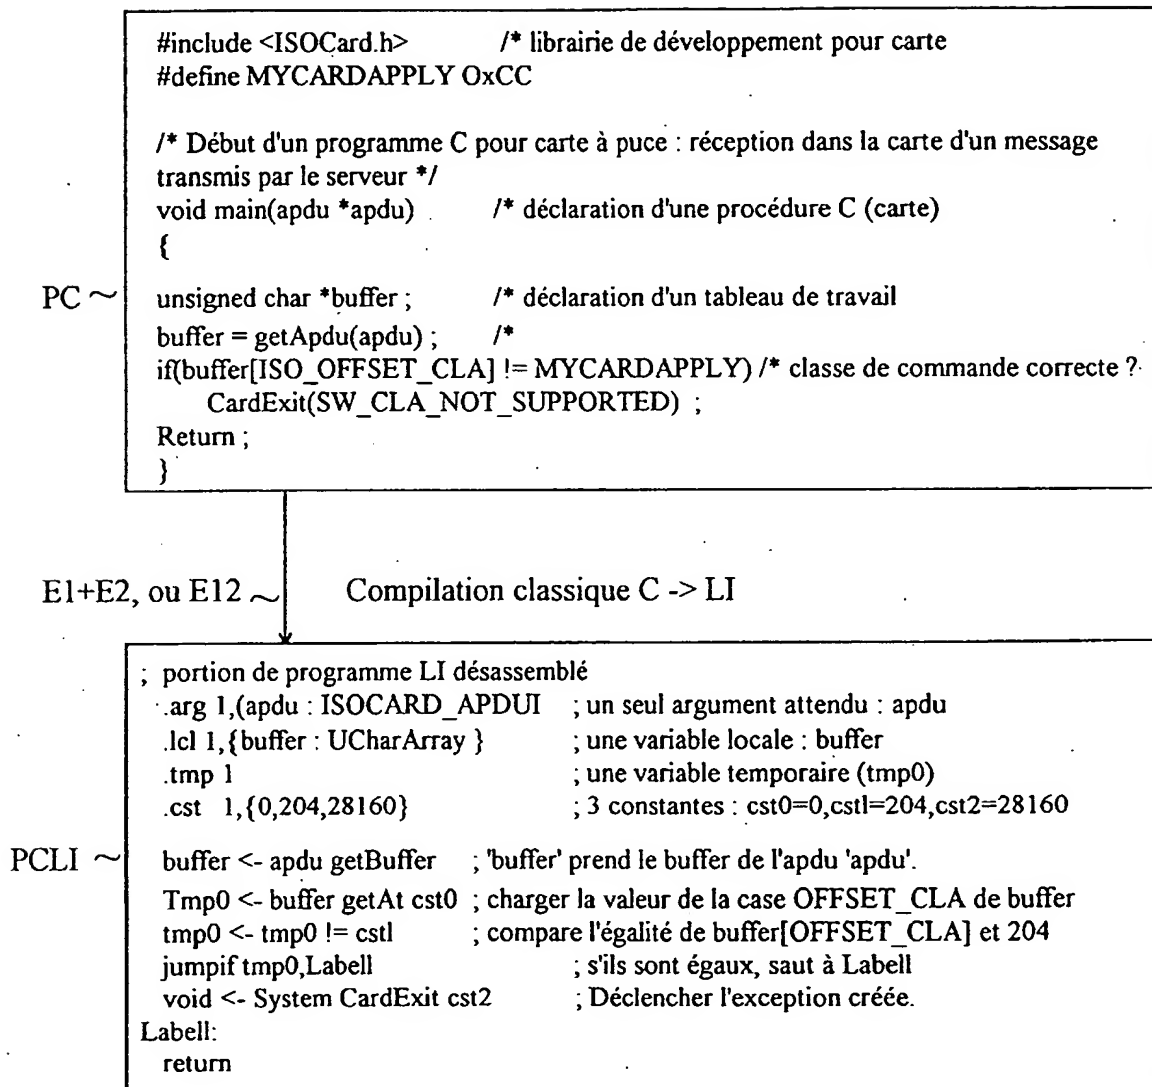 #include <ISOCard.h> /* librairie de développement pour carte
#define MYCARDAPPLY OxCC
/* Début d'un programme C pour carte à puce : réception dans la carte d'un message
transmis par le serveur */
void main(apdu *apdu) /* déclaration d'une procédure C (carte)
{
PC ~ unsigned char *buffer ; /* déclaration d'un tableau de travail
buffer = getApdu(apdu) ; /*
if(buffer[ISO_OFFSET_CLA] != MYCARDAPPLY) /* classe de commande correcte ?
CardExit(SW_CLA_NOT_SUPPORTED) ;
Return ;
}
E1+E2, ou E12 ~ Compilation classique C -> LI
; portion de programme LI désassemblé
.arg 1,(apdu : ISOCARD_APDUI ; un seul argument attendu : apdu
.lcl 1,{buffer : UCharArray } ; une variable locale : buffer
.tmp 1 ; une variable temporaire (tmp0)
.cst 1,{0,204,28160} ; 3 constantes : cst0=0,cstl=204,cst2=28160
PCLI ~ buffer <- apdu getBuffer ; 'buffer' prend le buffer de l'apdu 'apdu'.
Tmp0 <- buffer getAt cst0 ; charger la valeur de la case OFFSET_CLA de buffer
tmp0 <- tmp0 != cstl ; compare l'égalité de buffer[OFFSET_CLA] et 204
jumpif tmp0,Labell ; s'ils sont égaux, saut à Labell
void <- System CardExit cst2 ; Déclencher l'exception créée.
Labell:
return